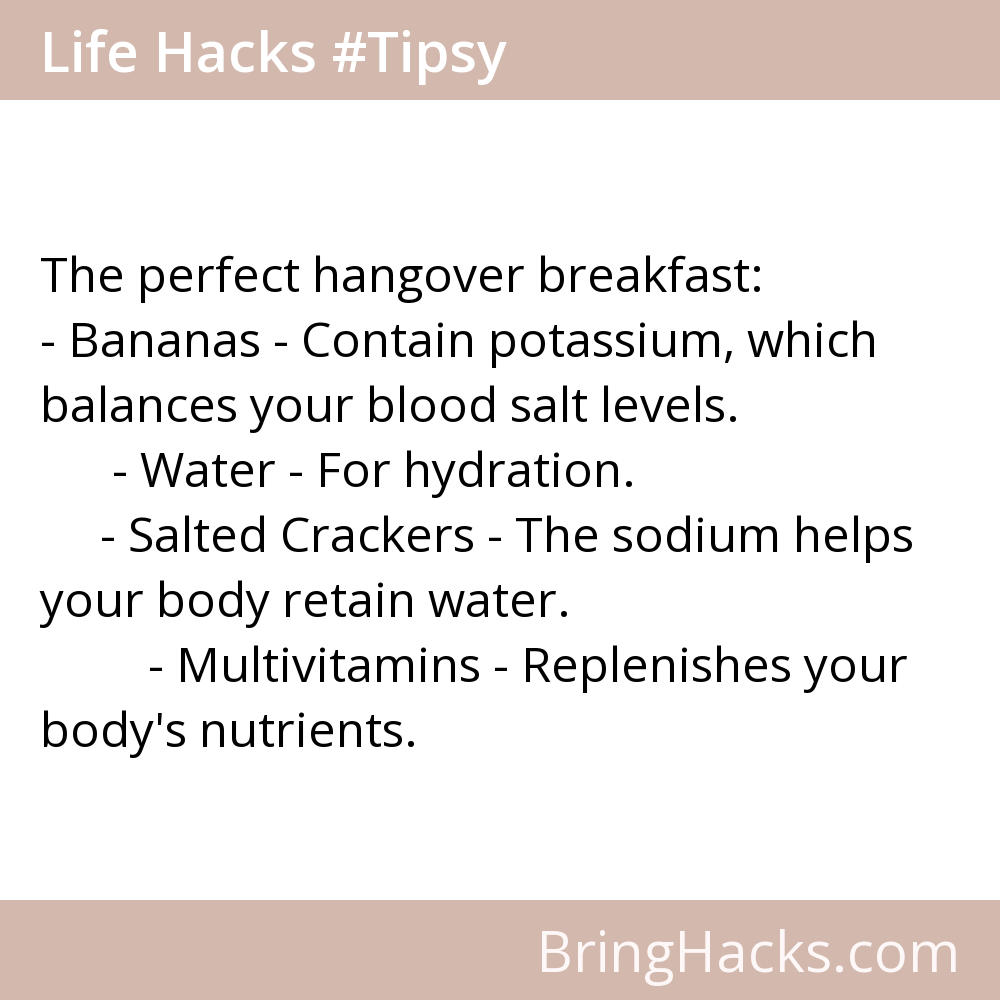 Life Hacks #Tipsy
The perfect hangover breakfast:
- Bananas - Contain potassium, which
balances your blood salt levels.
- Water - For hydration.
- Salted Crackers - The sodium helps
your body retain water.
- Multivitamins - Replenishes your
body's nutrients.
BringHacks.com